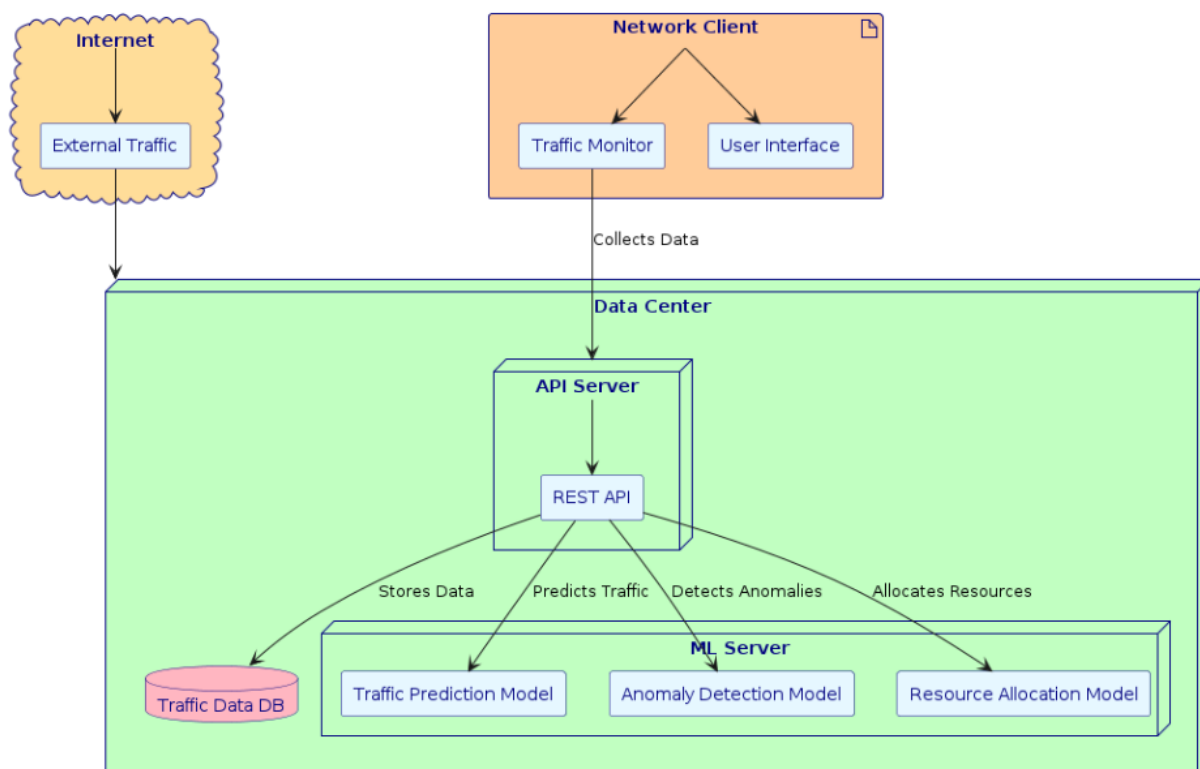 Internet
Network Client
External Traffic
Traffic Monitor
User Interface
Collects Data
Data Center
API Server
REST API
Stores Data
Predicts Traffic
Detects Anomalies
Allocates Resources
ML Server
Traffic Data DB
Traffic Prediction Model
Anomaly Detection Model
Resource Allocation Model